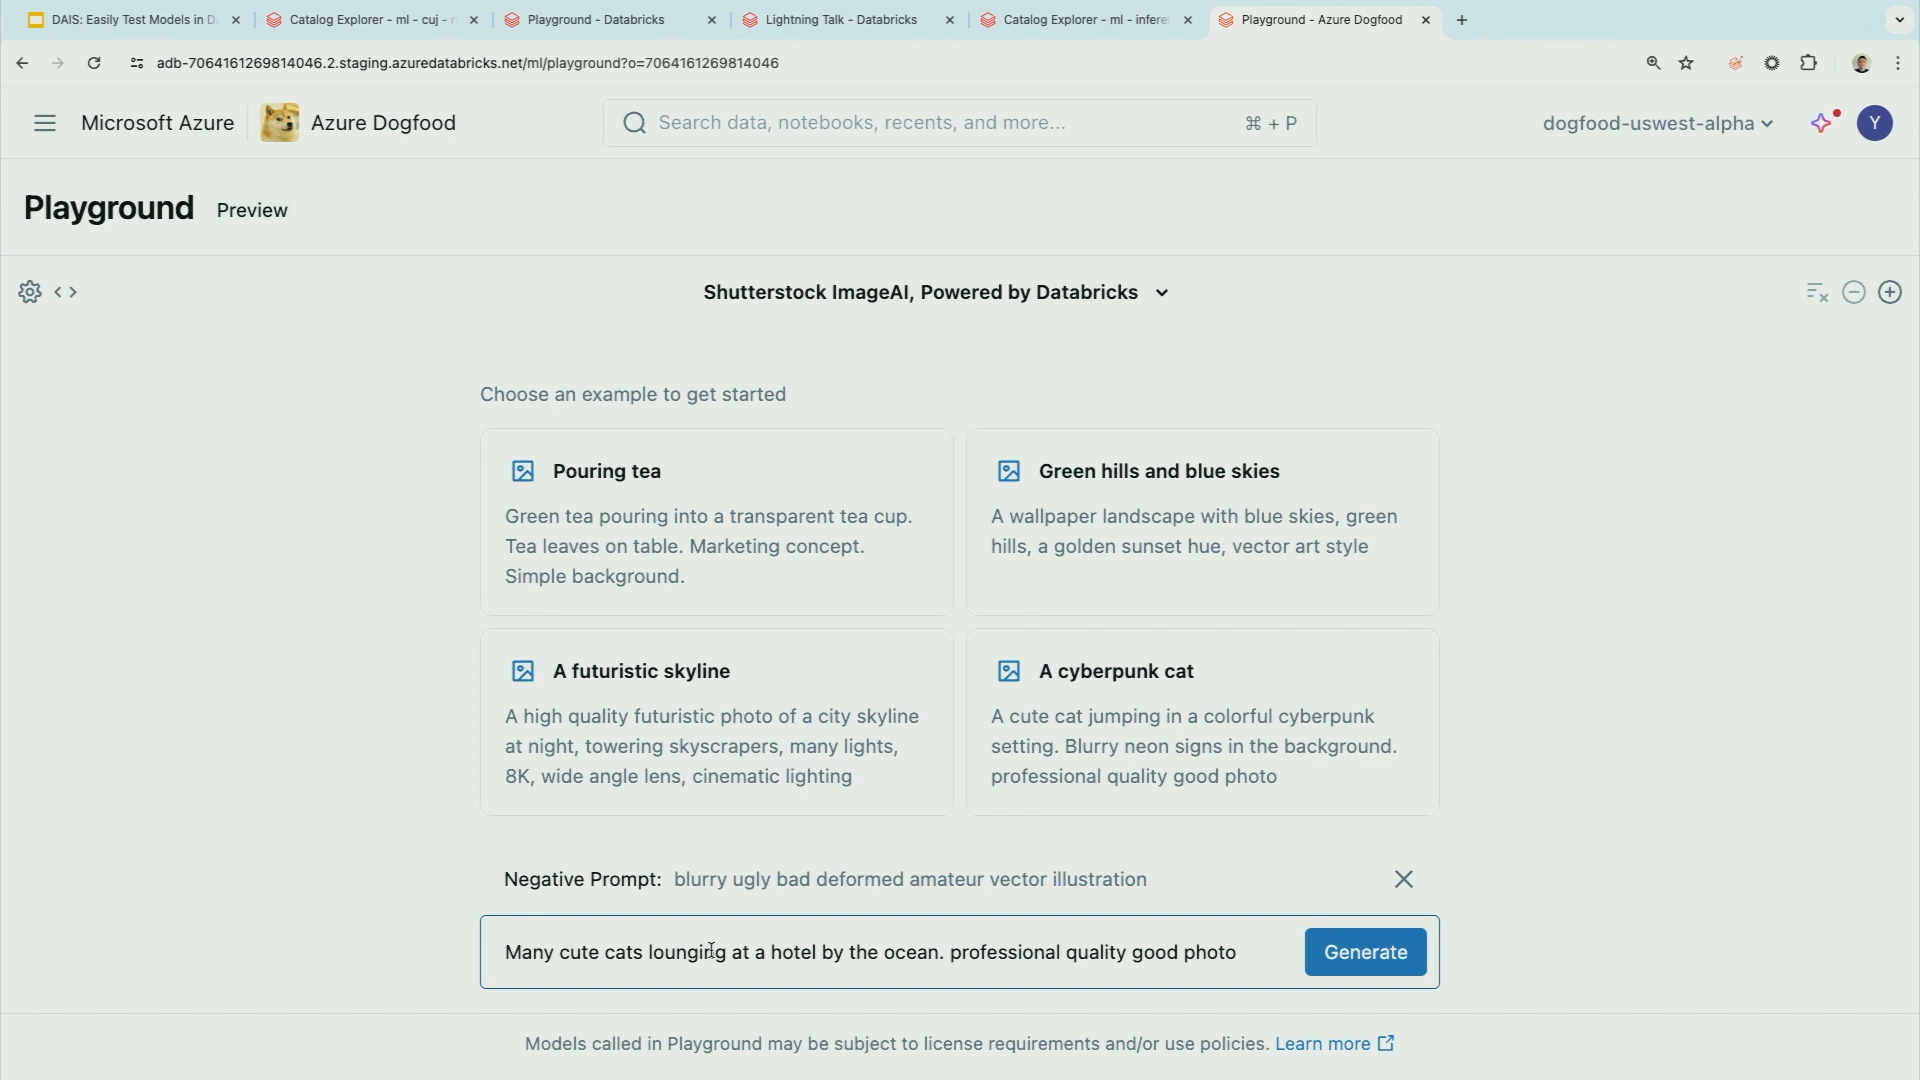 DAIS: Easily Test Models in D
Catalog Explorer - ml - cuj -
Playground - Databricks
Lightning Talk - Databricks
Catalog Explorer - ml - infere
Playground - Azure Dogfood
adb-7064161269814046.2.staging.azuredatabricks.net/ml/playground?o=7064161269814046
Microsoft Azure
Azure Dogfood
Search data, notebooks, recents, and more...
⌘ + P
dogfood-uswest-alpha
Y
Playground
Preview
Shutterstock ImageAI, Powered by Databricks
Choose an example to get started
Pouring tea
Green tea pouring into a transparent tea cup.
Tea leaves on table. Marketing concept.
Simple background.
Green hills and blue skies
A wallpaper landscape with blue skies, green
hills, a golden sunset hue, vector art style
A futuristic skyline
A high quality futuristic photo of a city skyline
at night, towering skyscrapers, many lights,
8K, wide angle lens, cinematic lighting
A cyberpunk cat
A cute cat jumping in a colorful cyberpunk
setting. Blurry neon signs in the background.
professional quality good photo
Negative Prompt: blurry ugly bad deformed amateur vector illustration
Many cute cats lounging at a hotel by the ocean. professional quality good photo
Generate
Models called in Playground may be subject to license requirements and/or use policies. Learn more